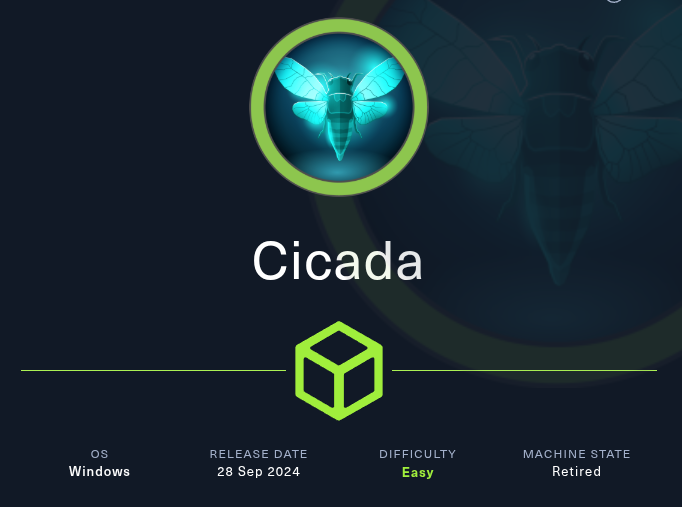 Cicada
OS RELEASE DATE DIFFICULTY MACHINE STATE
Windows 28 Sep 2024 Easy Retired